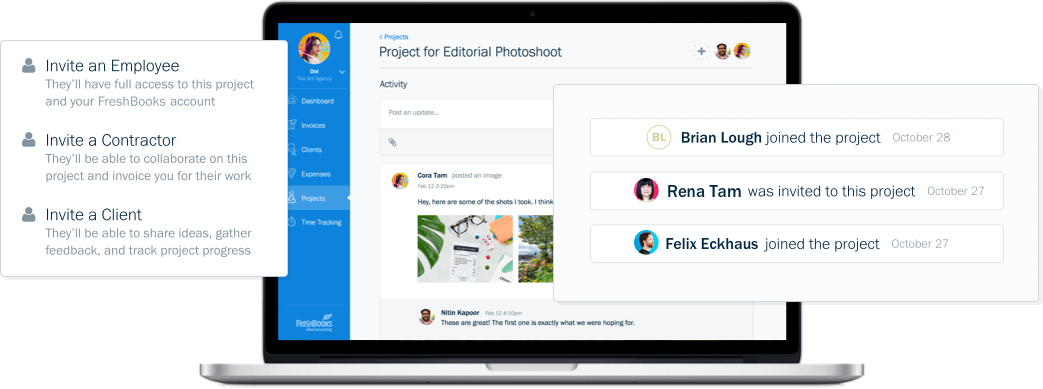 Invite an Employee
They'll have full access to this project
and your FreshBooks account
Invite a Contractor
They'll be able to collaborate on this
project and invoice you for their work
Invite a Client
They'll be able to share ideas, gather
feedback, and track project progress
Dot
The Art Agency
Dashboard
Invoices
Clients
Expenses
Projects
Time Tracking
FRESHBOOKS
cloud accounting
< Projects
Project for Editorial Photoshoot
Activity
Post an update...
Cora Tam posted an image
Feb 12 3:20pm
Hey, here are some of the shots I took. I think
Nitin Kapoor Feb 12 4:10pm
These are great! The first one is exactly what we were hoping for.
BL Brian Lough joined the project October 28
Rena Tam was invited to this project October 27
Felix Eckhaus joined the project October 27